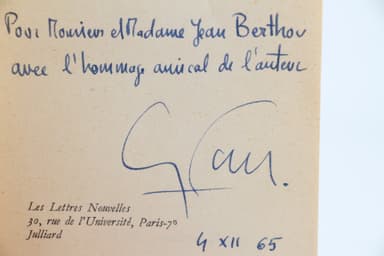 Pour Monsieur et Madame Jean Berthou
avec l'hommage amical de l'auteur
Les Lettres Nouvelles
30, rue de l'Université, Paris-7e
Julliard
4 XII 65